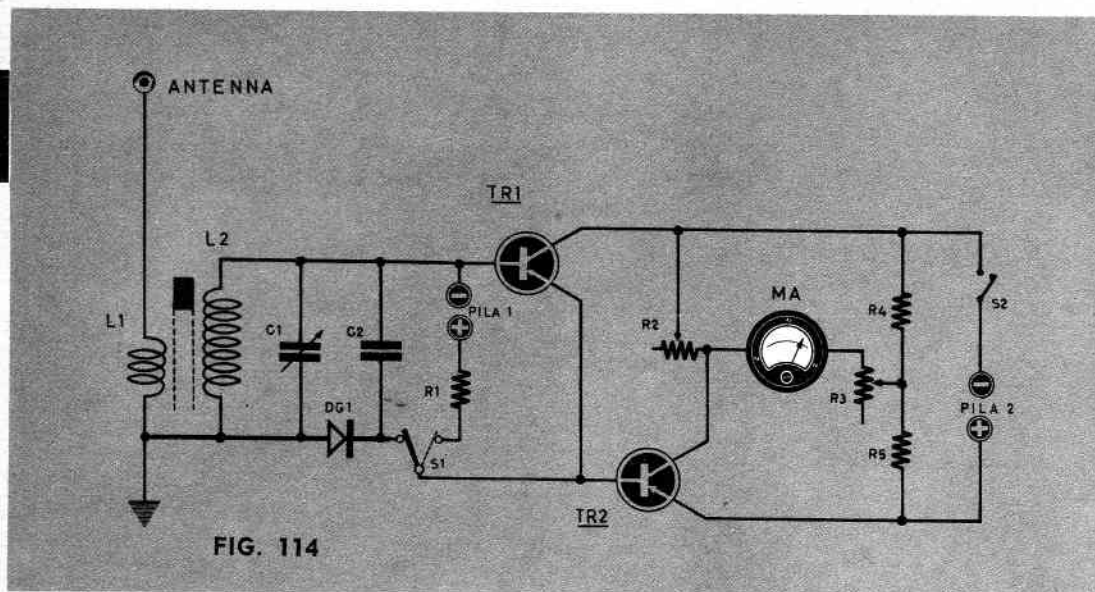 ANTENNA
TR1
L2
MA
L1
C1
C2
PILA 1
R2
R4
S2
R1
R3
PILA 2
DG1
S1
R5
TR2
FIG. 114